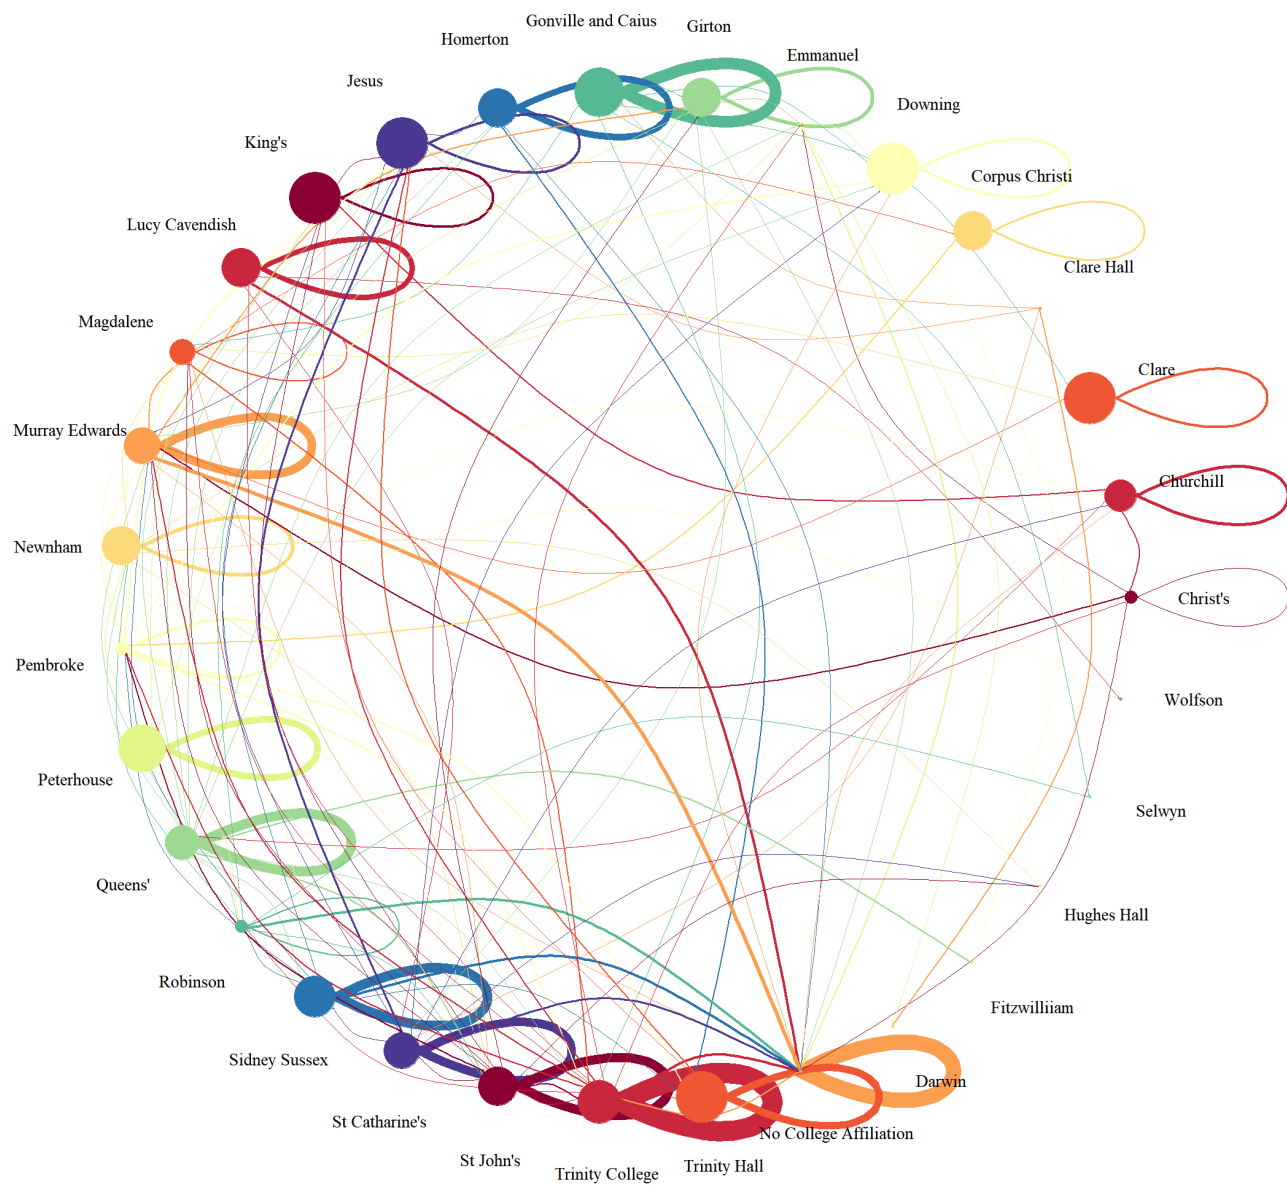 Gonville and Caius
Girton
Homerton
Emmanuel
Jesus
Downing
King's
Corpus Christi
Lucy Cavendish
Clare Hall
Magdalene
Clare
Murray Edwards
Churchill
Newnham
Christ's
Pembroke
Wolfson
Peterhouse
Selwyn
Queens'
Hughes Hall
Robinson
Fitzwilliiam
Sidney Sussex
Darwin
St Catharine's
No College Affiliation
St John's
Trinity College
Trinity Hall